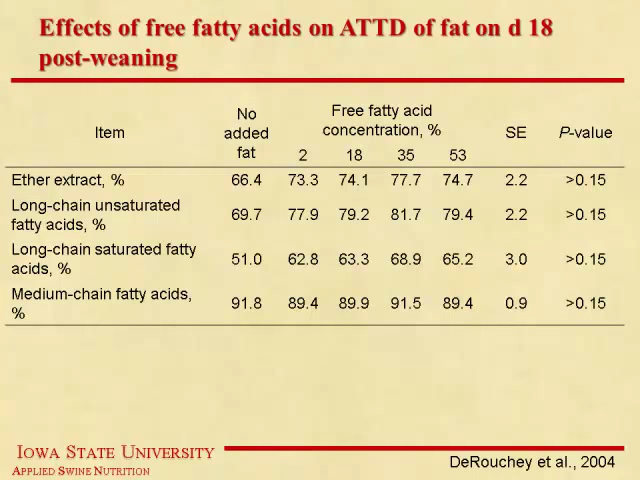 Effects of free fatty acids on ATTD of fat on d 18
post-weaning
Item No added fat Free fatty acid concentration, % SE P-value
2 18 35 53
Ether extract, % 66.4 73.3 74.1 77.7 74.7 2.2 >0.15
Long-chain unsaturated
fatty acids, % 69.7 77.9 79.2 81.7 79.4 2.2 >0.15
Long-chain saturated fatty
acids, % 51.0 62.8 63.3 68.9 65.2 3.0 >0.15
Medium-chain fatty acids,
% 91.8 89.4 89.9 91.5 89.4 0.9 >0.15
IOWA STATE UNIVERSITY
APPLIED SWINE NUTRITION
DeRouchey et al., 2004